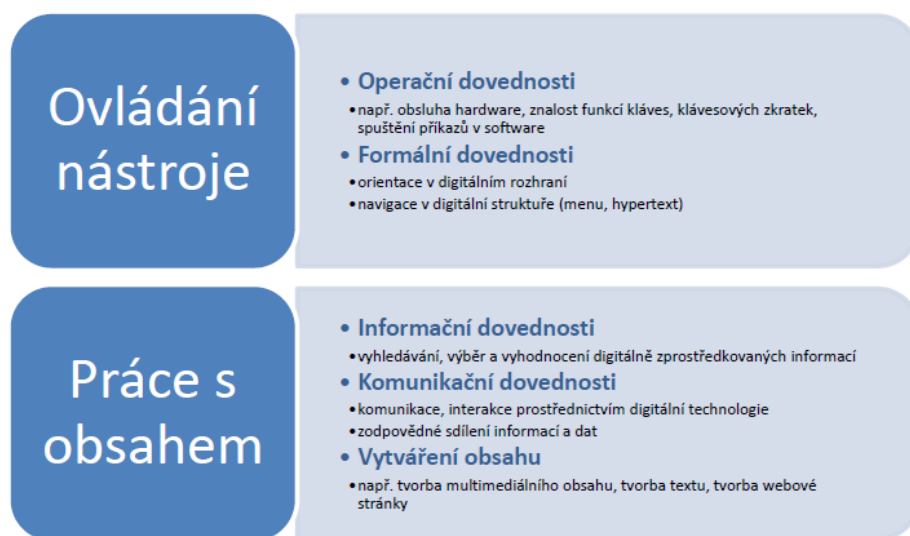 Ovládání
nástroje
• Operační dovednosti
•např. obsluha hardware, znalost funkcí kláves, klávesových zkratek,
spuštění příkazů v software
• Formální dovednosti
•orientace v digitálním rozhraní
•navigace v digitální struktuře (menu, hypertext)
Práce s
obsahem
• Informační dovednosti
•vyhledávání, výběr a vyhodnocení digitálně zprostředkovaných informací
• Komunikační dovednosti
•komunikace, interakce prostřednictvím digitální technologie
•zodpovědné sdílení informací a dat
• Vytváření obsahu
•např. tvorba multimediálního obsahu, tvorba textu, tvorba webové
stránky